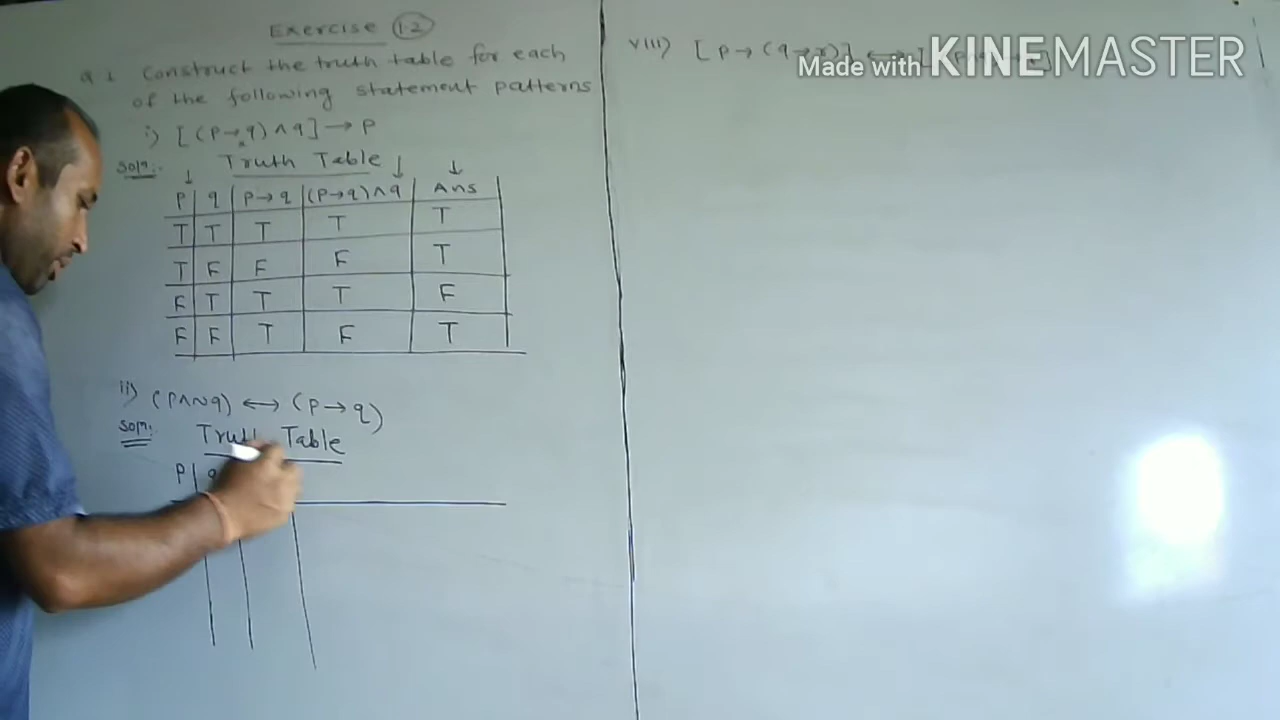 Exercise 1.2
Q.1 Construct the truth table for each
of the following statement patterns
i) [(P→q)∧q]→P
Soln:- Truth Table
P q P→q (P→q)∧q Ans
T T T T T
T F F F T
F T T T F
F F T F T
ii) (P∧~q) ↔ (P→q)
Soln: Truth Table
P q
viii) [P→(q→r)] ↔
Made with KINEMASTER